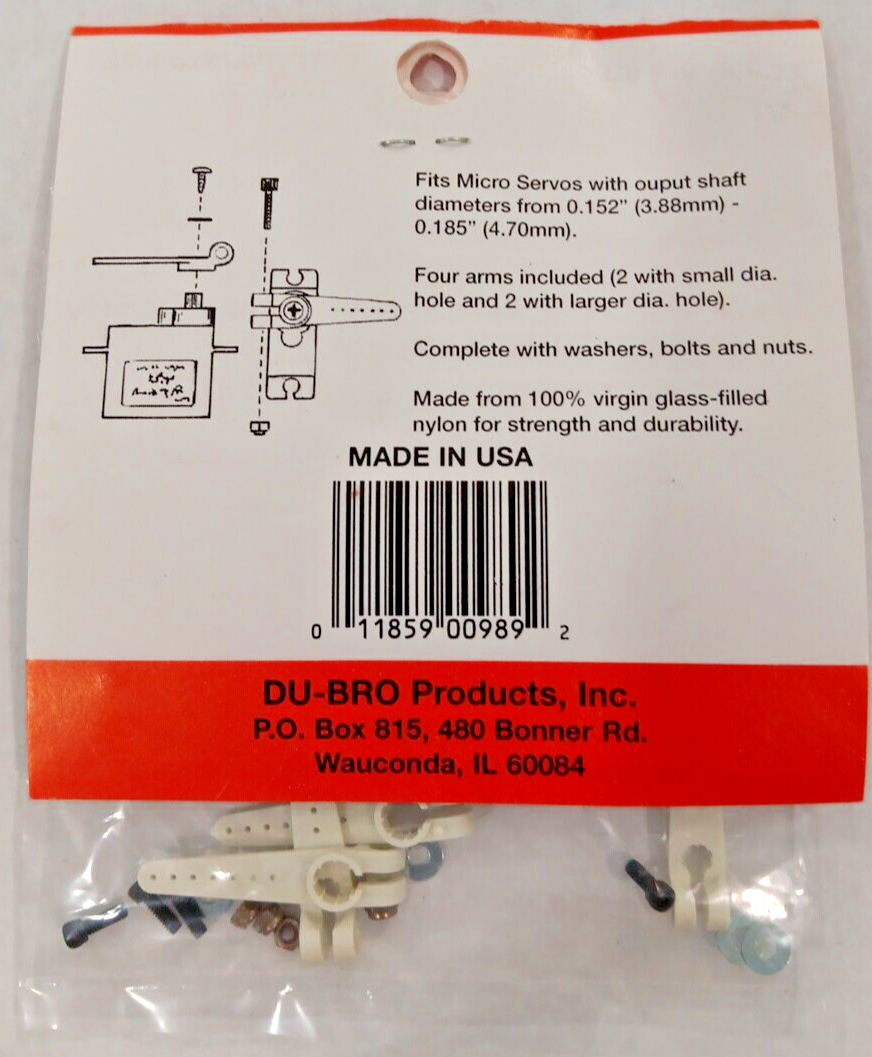 Fits Micro Servos with ouput shaft
diameters from 0.152" (3.88mm) -
0.185" (4.70mm).
Four arms included (2 with small dia.
hole and 2 with larger dia. hole).
Complete with washers, bolts and nuts.
Made from 100% virgin glass-filled
nylon for strength and durability.
MADE IN USA
0 11859 00989 2
DU-BRO Products, Inc.
P.O. Box 815, 480 Bonner Rd.
Wauconda, IL 60084